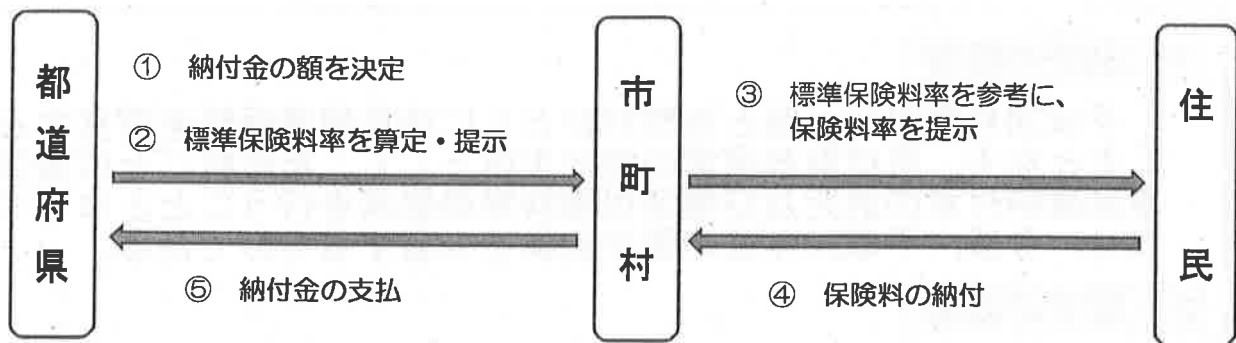 都道府県
① 納付金の額を決定
② 標準保険料率を算定・提示
⑤ 納付金の支払
市町村
③ 標準保険料率を参考に、
保険料率を提示
④ 保険料の納付
住民